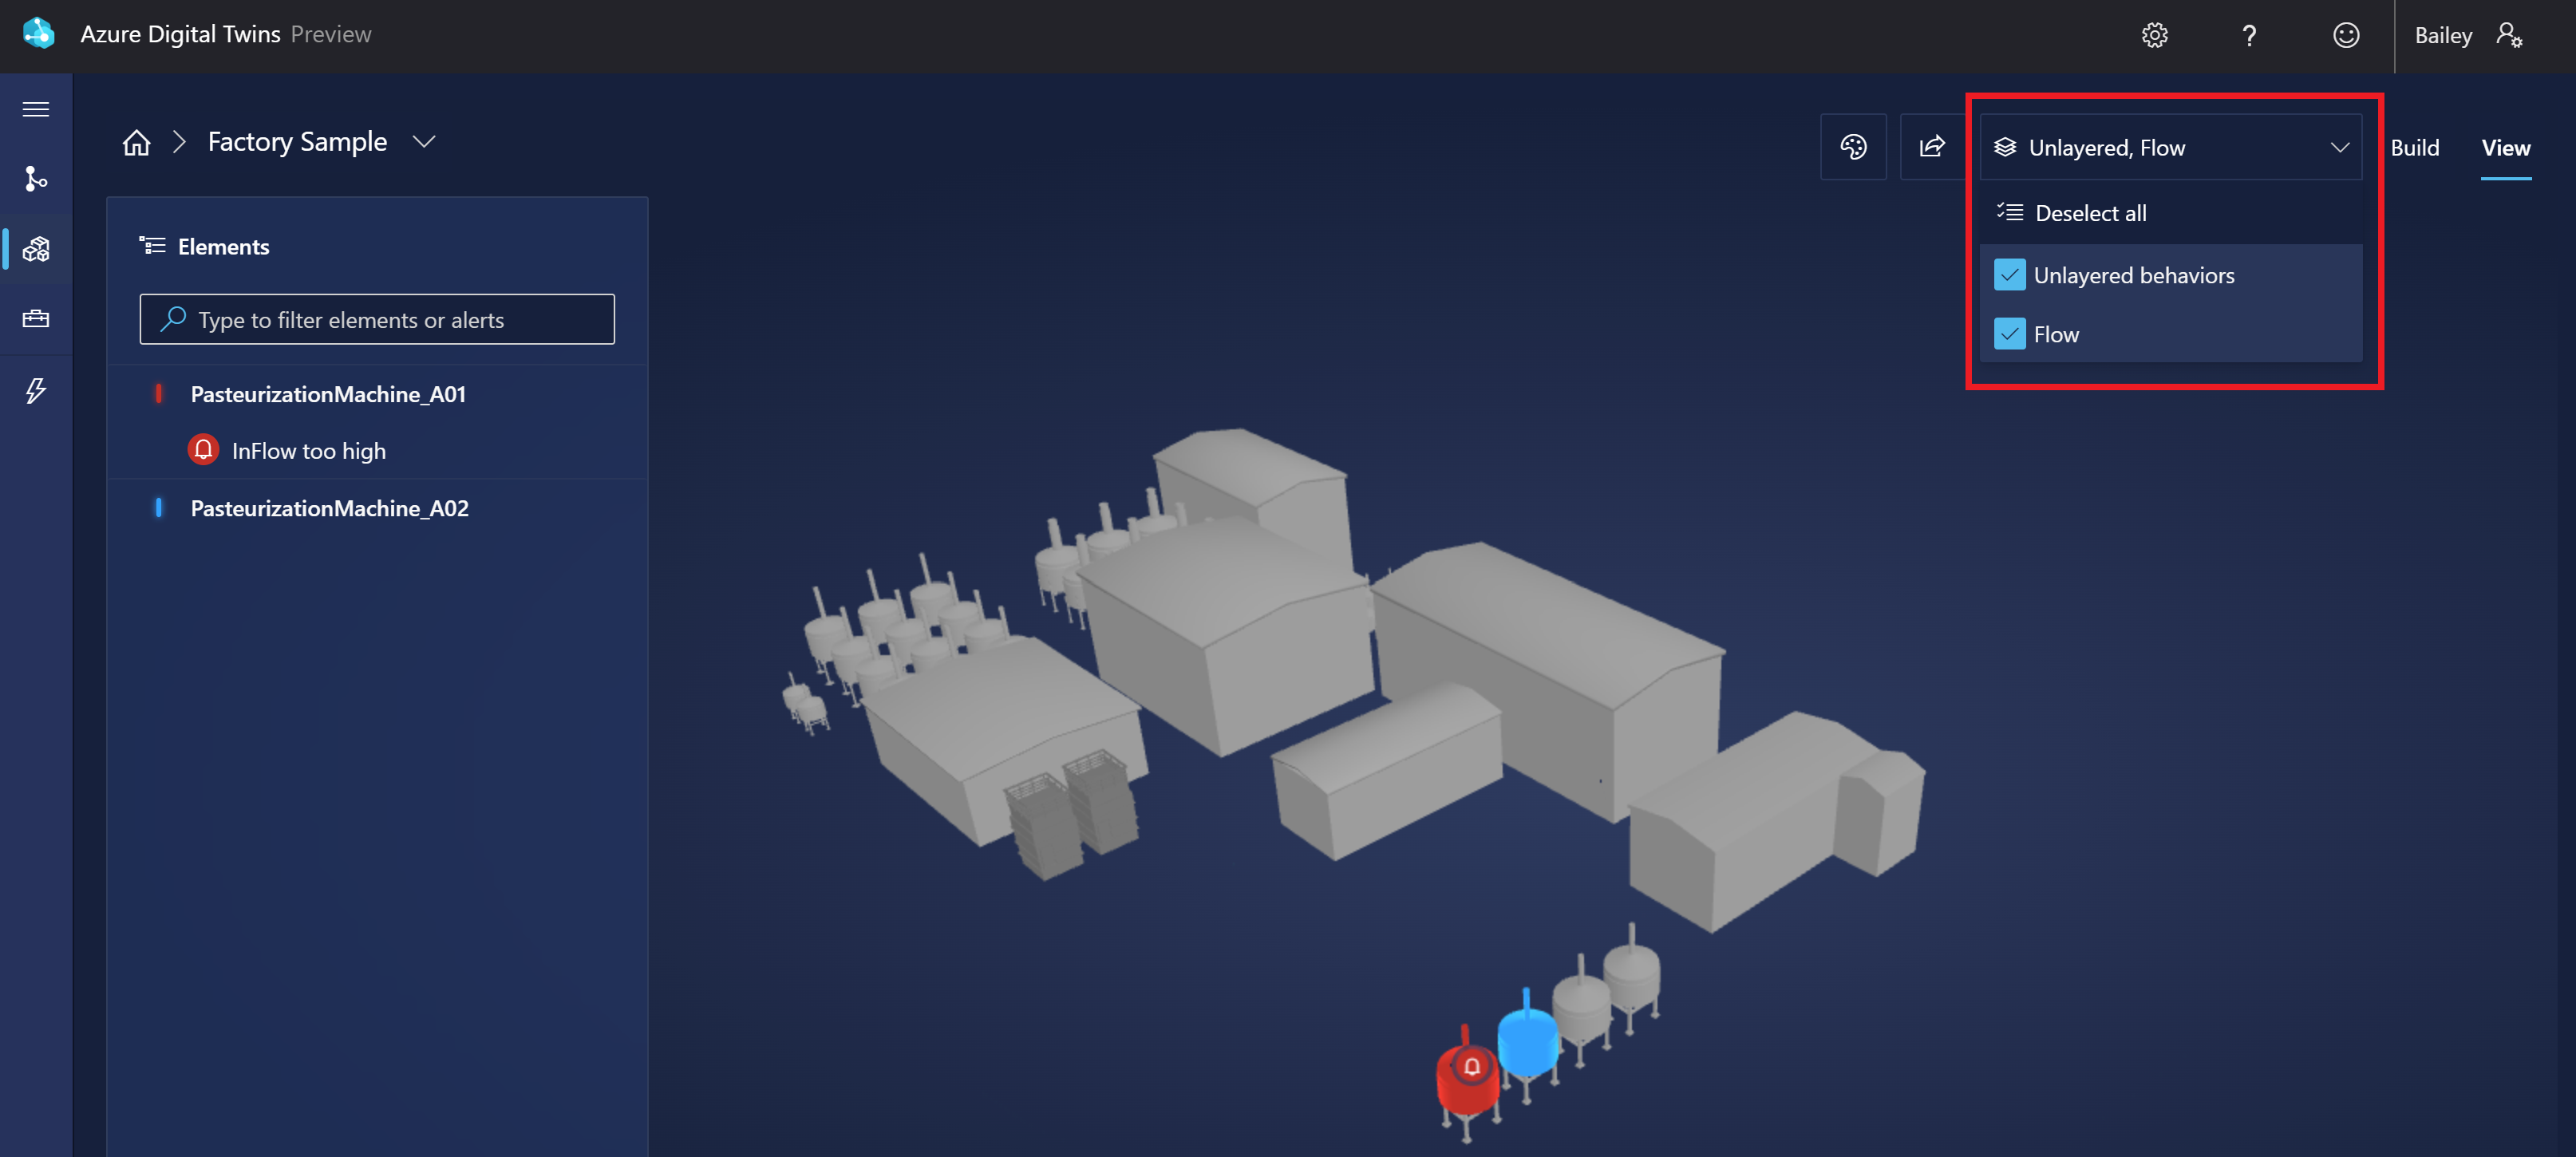 Azure Digital Twins Preview
?
Bailey
Factory Sample
Unlayered, Flow
Build
View
Deselect all
Unlayered behaviors
Flow
Elements
Type to filter elements or alerts
PasteurizationMachine_A01
InFlow too high
PasteurizationMachine_A02